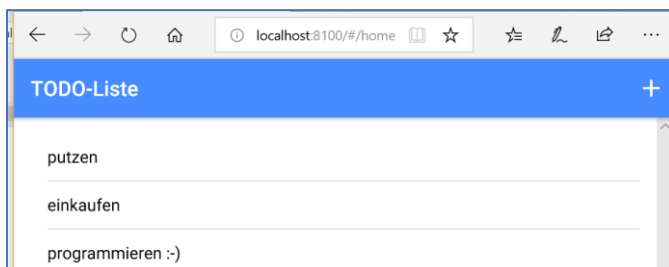 localhost:8100/#/home
TODO-Liste
putzen
einkaufen
programmieren :-)